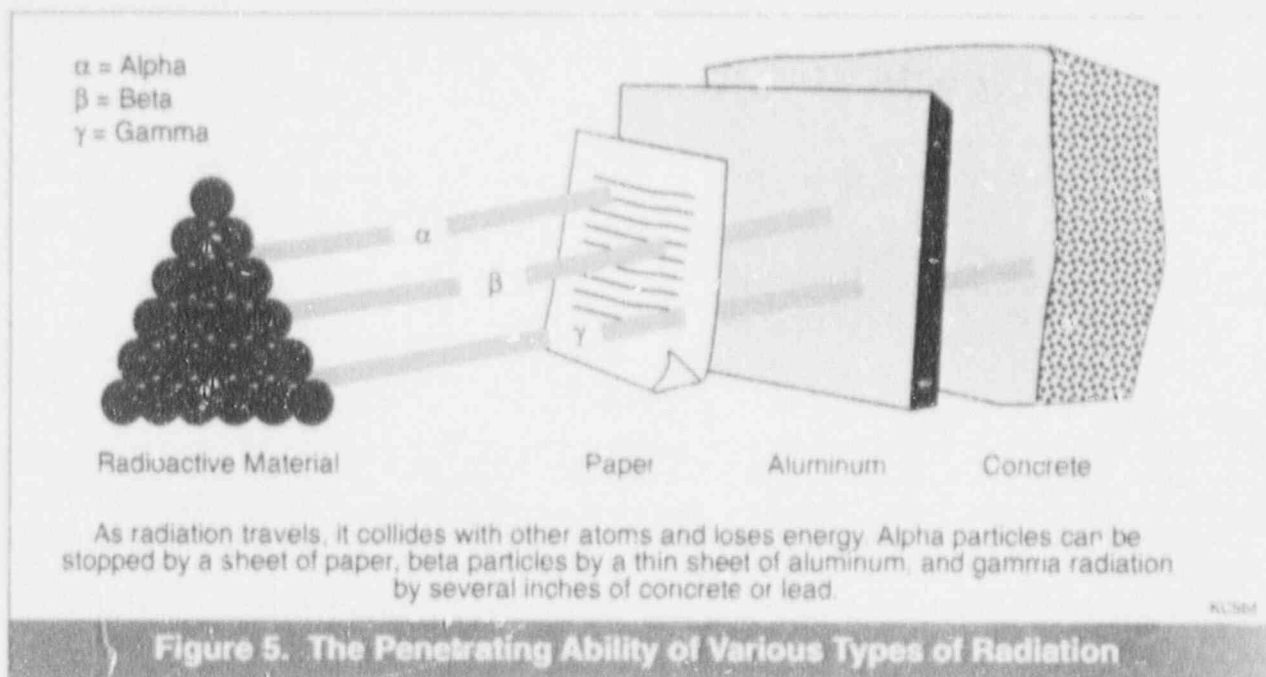 α = Alpha
β = Beta
γ = Gamma
α
β
γ
Radioactive Material
Paper
Aluminum
Concrete
As radiation travels, it collides with other atoms and loses energy. Alpha particles can be
stopped by a sheet of paper, beta particles by a thin sheet of aluminum, and gamma radiation
by several inches of concrete or lead.
Figure 5. The Penetrating Ability of Various Types of Radiation